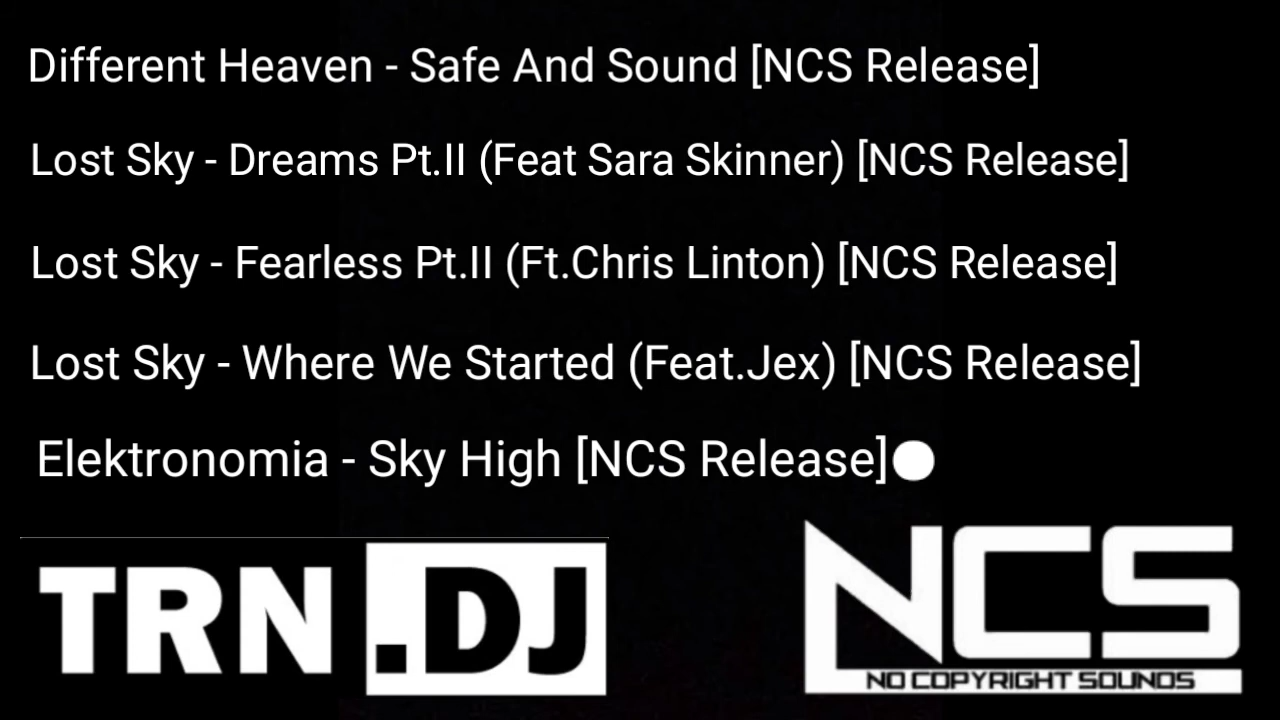 Different Heaven - Safe And Sound [NCS Release]
Lost Sky - Dreams Pt.II (Feat Sara Skinner) [NCS Release]
Lost Sky - Fearless Pt.II (Ft.Chris Linton) [NCS Release]
Lost Sky - Where We Started (Feat.Jex) [NCS Release]
Elektronomia - Sky High [NCS Release]
TRN.DJ
NCS
NO COPYRIGHT SOUNDS